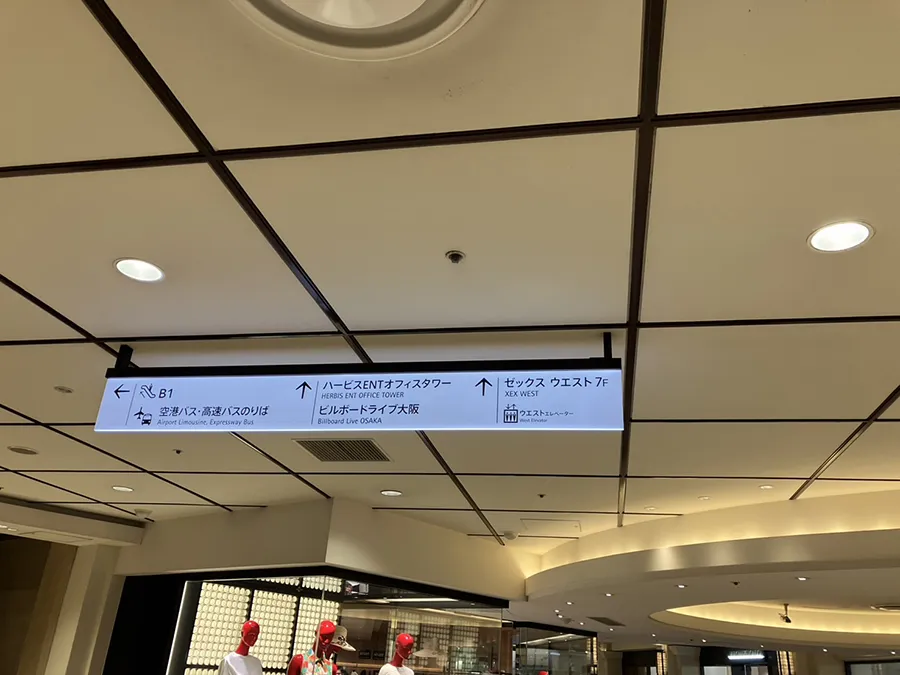 B1
空港バス・高速バスのりば
Airport Limousine, Expressway Bus
ハービスENTオフィスタワー
HERBIS ENT OFFICE TOWER
ビルボードライブ大阪
Billboard Live OSAKA
ゼックス ウエスト 7F
XEX WEST
ウエストエレベーター
West Elevator